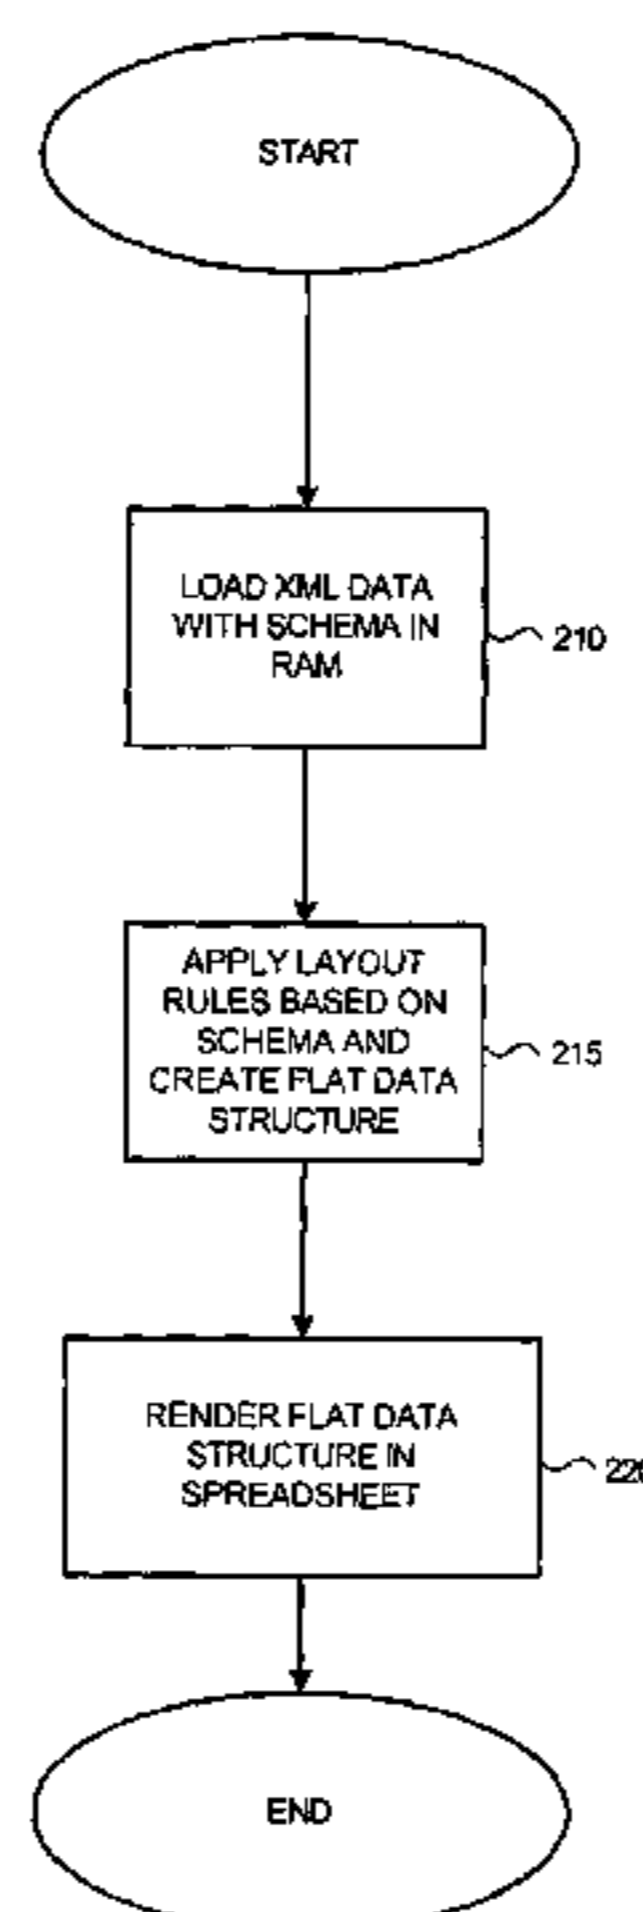 START
LOAD XML DATA
WITH SCHEMA IN
RAM
210
APPLY LAYOUT
RULES BASED ON
SCHEMA AND
CREATE FLAT DATA
STRUCTURE
215
RENDER FLAT DATA
STRUCTURE IN
SPREADSHEET
END